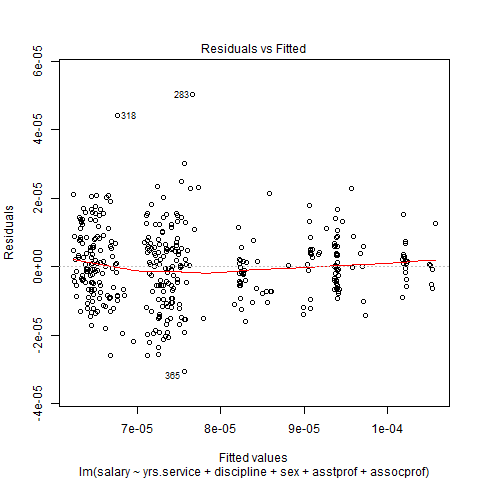 Residuals vs Fitted
6e-05
4e-05
2e-05
0e+00
-2e-05
-4e-05
Residuals
283
318
365
7e-05 8e-05 9e-05 1e-04
Fitted values
lm(salary ~ yrs.service + discipline + sex + asstprof + assocprof)